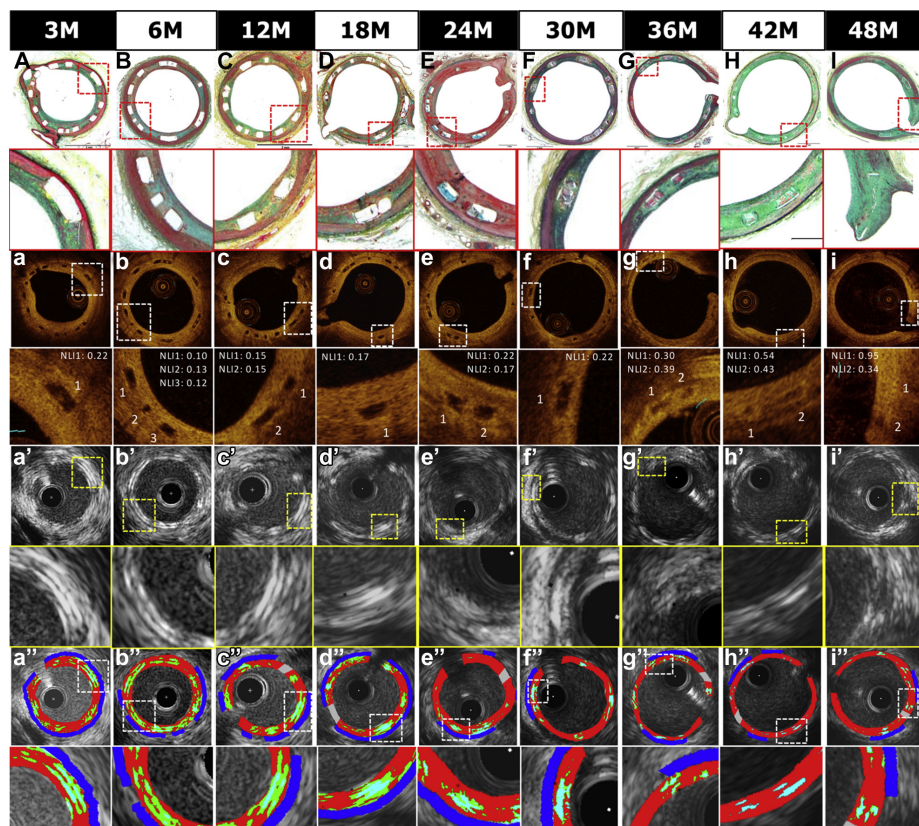 3M 6M 12M 18M 24M 30M 36M 42M 48M
A B C D E F G H I
a b c d e f g h i
NLI1: 0.22 NLI1: 0.10 NLI1: 0.15 NLI1: 0.17 NLI1: 0.22 NLI1: 0.22 NLI1: 0.30 NLI1: 0.54 NLI1: 0.95
NLI2: 0.13 NLI2: 0.15 NLI2: 0.17 NLI2: 0.39 NLI2: 0.43 NLI2: 0.34
NLI3: 0.12
1 1 1 1 1 1 1 1 1
2 2 2 2 2 2
3
a' b' c' d' e' f' g' h' i'
a'' b'' c'' d'' e'' f'' g'' h'' i''